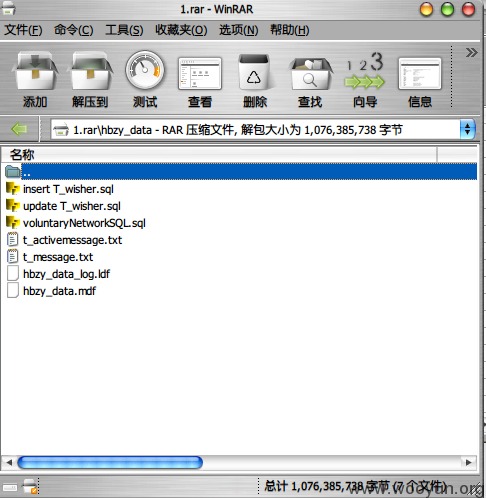 1.rar - WinRAR
文件(F) 命令(C) 工具(S) 收藏夹(O) 选项(N) 帮助(H)
添加 解压到 测试 查看 删除 查找 向导 信息
1.rar\hbzy_data - RAR 压缩文件, 解包大小为 1,076,385,738 字节
名称
..
insert T_wisher.sql
update T_wisher.sql
voluntaryNetworkSQL.sql
t_activemessage.txt
t_message.txt
hbzy_data_log.ldf
hbzy_data.mdf
总计 1,076,385,738 字节 (7 个文件)
www.wooyun.org